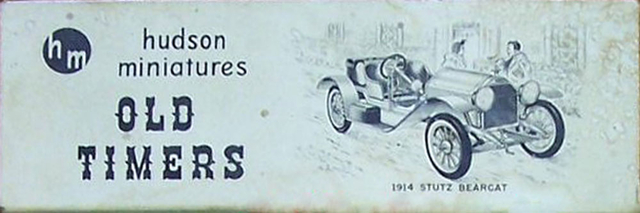 hm
hudson
miniatures
OLD
TIMERS
1914 STUTZ BEARCAT